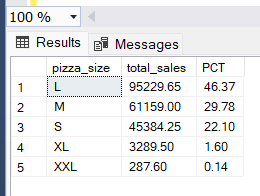 100 %
Results Messages
pizza_size total_sales PCT
1 L 95229.65 46.37
2 M 61159.00 29.78
3 S 45384.25 22.10
4 XL 3289.50 1.60
5 XXL 287.60 0.14